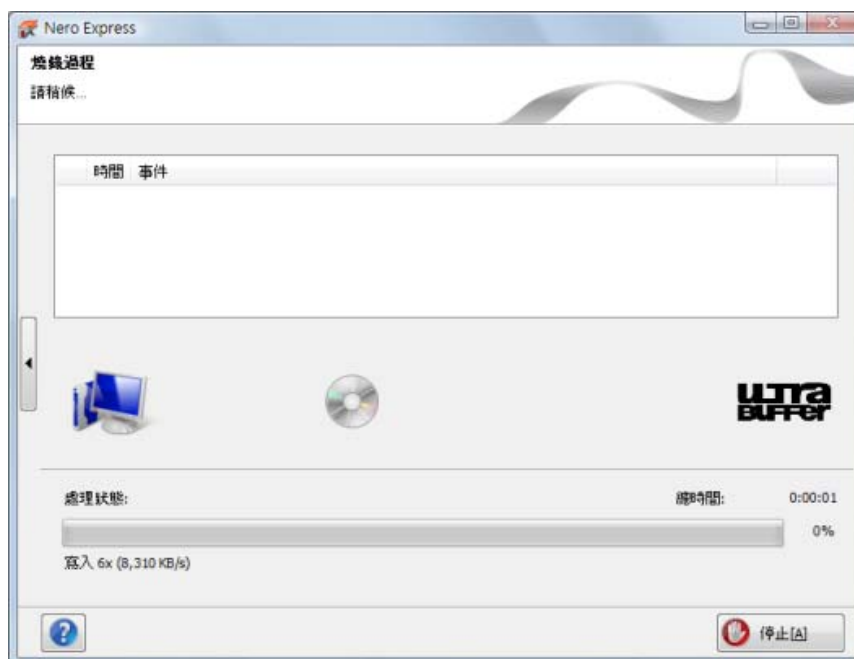 Nero Express
燒錄過程
請稍候...
時間 事件
ULTRA
BUFFER
處理狀態:
總時間: 0:00:01
0%
寫入 6x (8,310 KB/s)
停止[A]